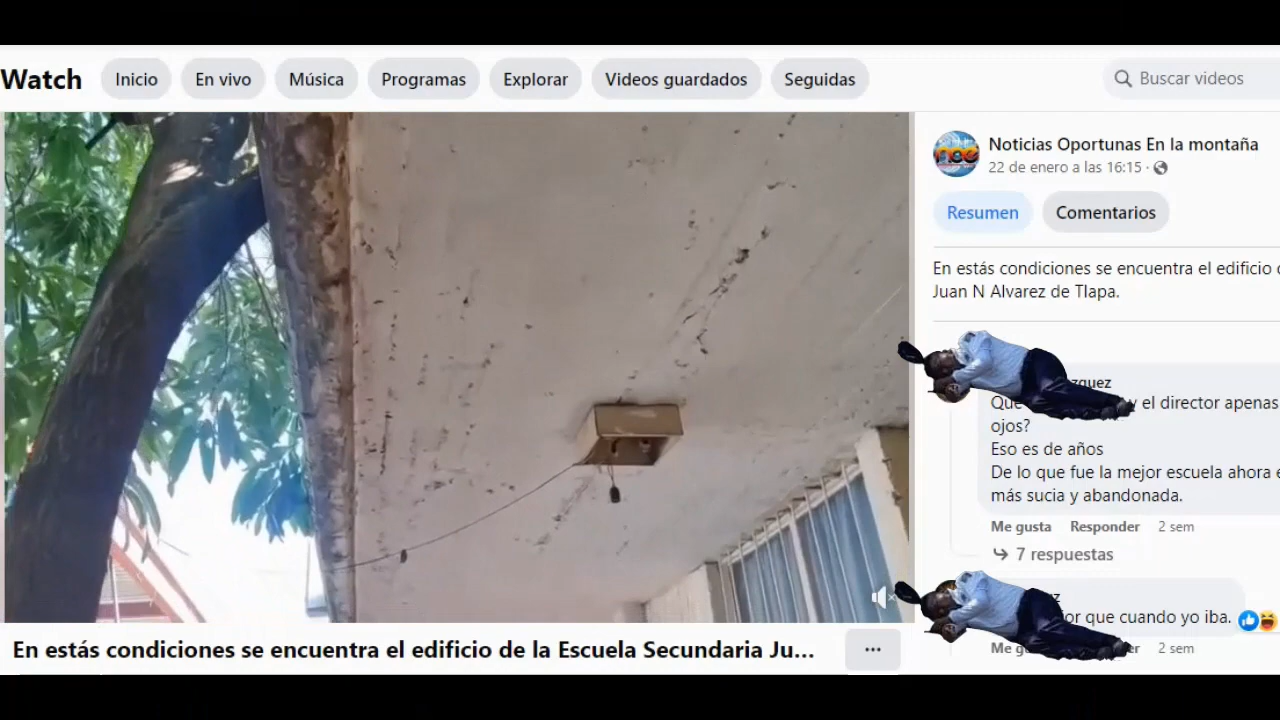 Watch
Inicio
En vivo
Música
Programas
Explorar
Videos guardados
Seguidas
Buscar videos
noe
Noticias Oportunas En la montaña
22 de enero a las 16:15 ·
Resumen
Comentarios
En estás condiciones se encuentra el edificio
Juan N Alvarez de Tlapa.
zquez
y el director apenas
ojos?
Eso es de años
De lo que fue la mejor escuela ahora
más sucia y abandonada.
Me gusta Responder 2 sem
7 respuestas
or que cuando yo iba.
2 sem
En estás condiciones se encuentra el edificio de la Escuela Secundaria Ju...